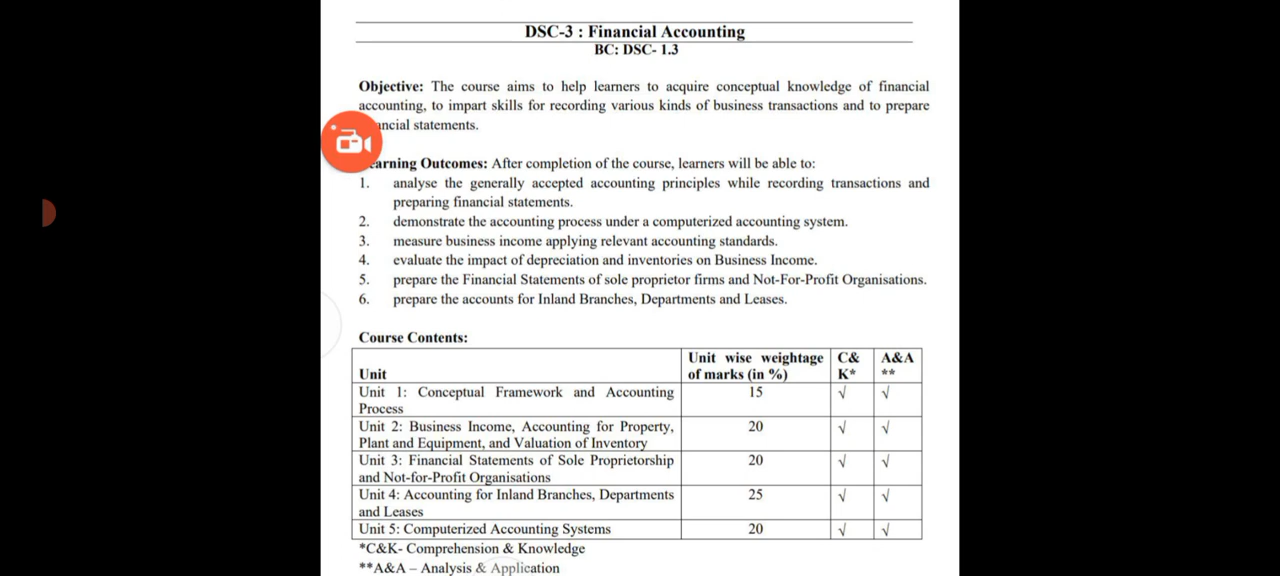 DSC-3 : Financial Accounting
BC: DSC- 1.3
Objective: The course aims to help learners to acquire conceptual knowledge of financial
accounting, to impart skills for recording various kinds of business transactions and to prepare
ancial statements.
arning Outcomes: After completion of the course, learners will be able to:
1. analyse the generally accepted accounting principles while recording transactions and
preparing financial statements.
2. demonstrate the accounting process under a computerized accounting system.
3. measure business income applying relevant accounting standards.
4. evaluate the impact of depreciation and inventories on Business Income.
5. prepare the Financial Statements of sole proprietor firms and Not-For-Profit Organisations.
6. prepare the accounts for Inland Branches, Departments and Leases.
Course Contents:
Unit wise weightage C& A&A
Unit of marks (in %) K* **
Unit 1: Conceptual Framework and Accounting 15 √ √
Process
Unit 2: Business Income, Accounting for Property, 20 √ √
Plant and Equipment, and Valuation of Inventory
Unit 3: Financial Statements of Sole Proprietorship 20 √ √
and Not-for-Profit Organisations
Unit 4: Accounting for Inland Branches, Departments 25 √ √
and Leases
Unit 5: Computerized Accounting Systems 20 √ √
*C&K- Comprehension & Knowledge
**A&A – Analysis & Application